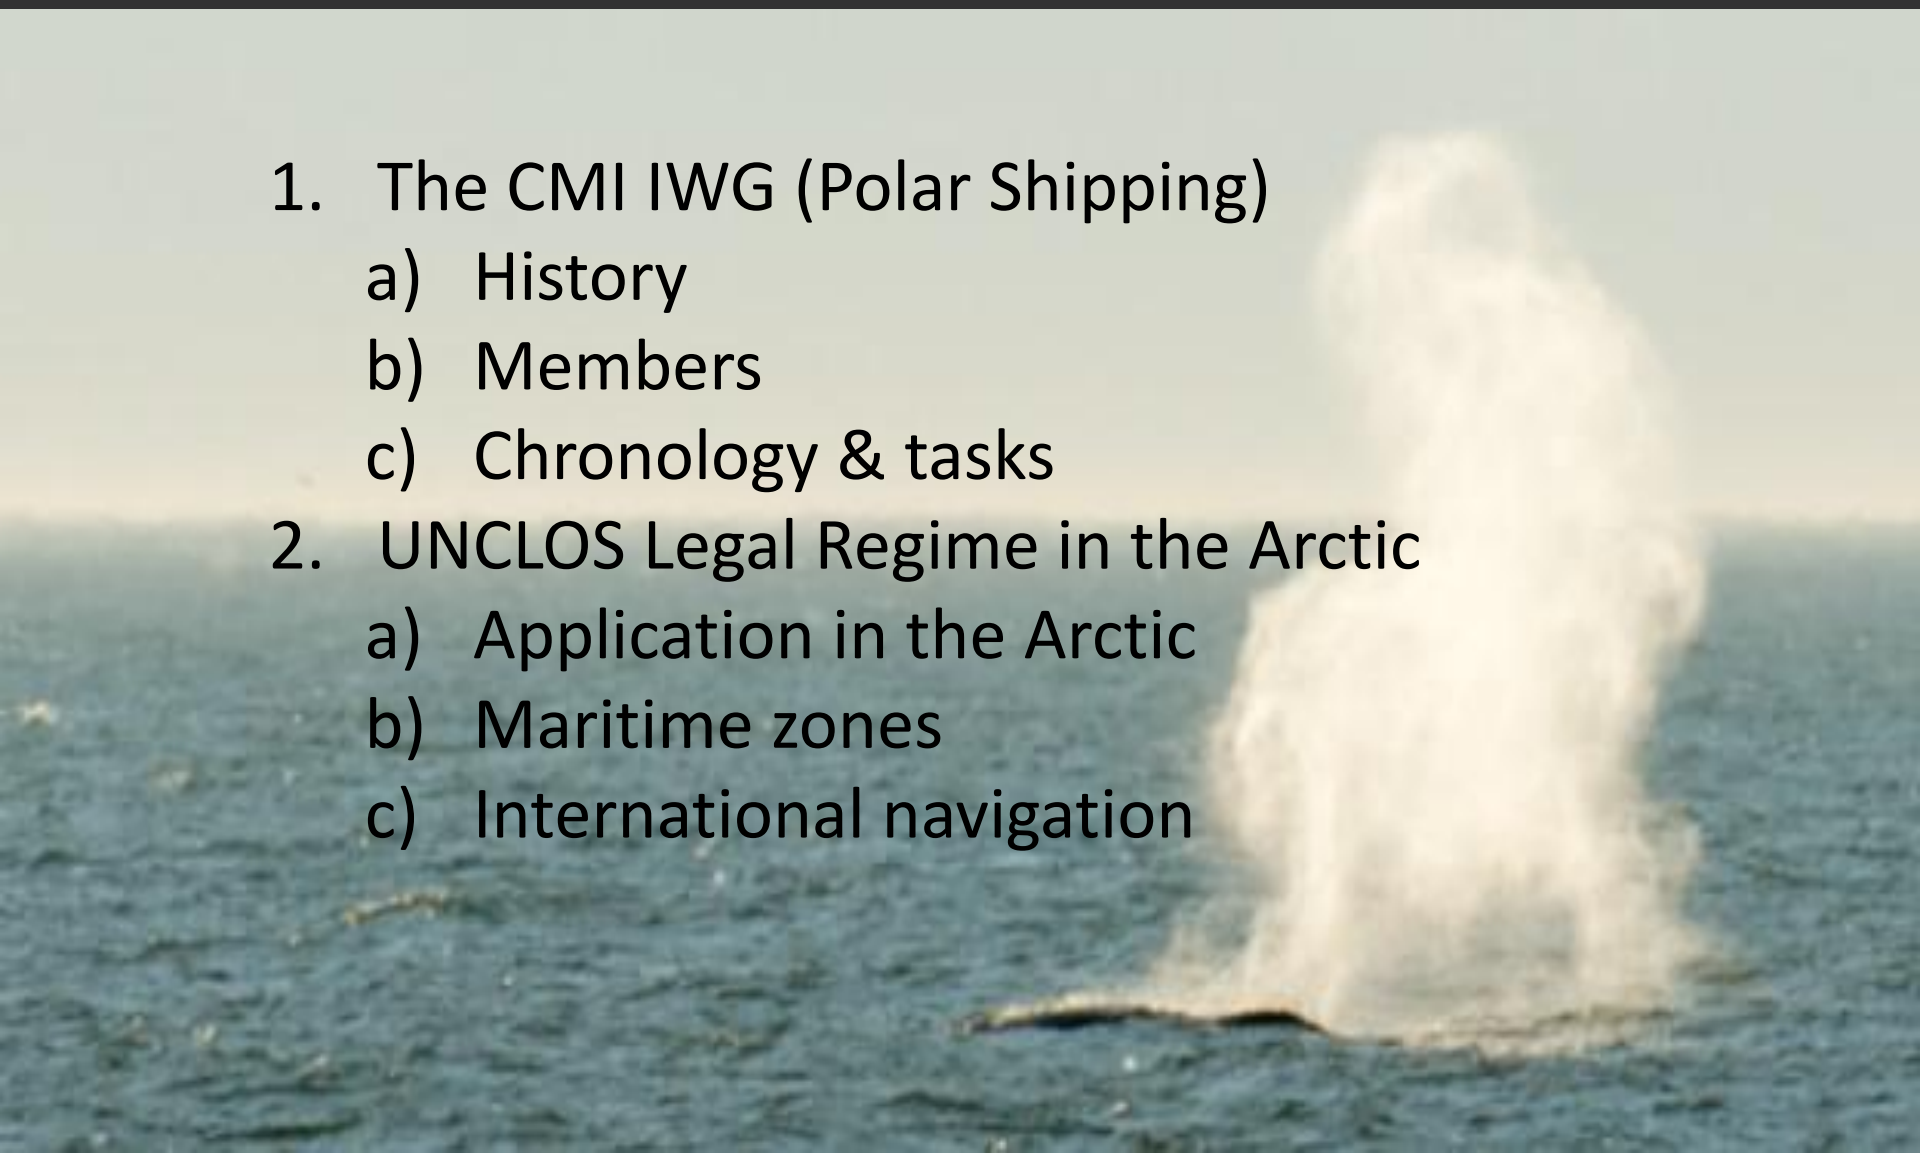 1. The CMI IWG (Polar Shipping)
a) History
b) Members
c) Chronology & tasks
2. UNCLOS Legal Regime in the Arctic
a) Application in the Arctic
b) Maritime zones
c) International navigation